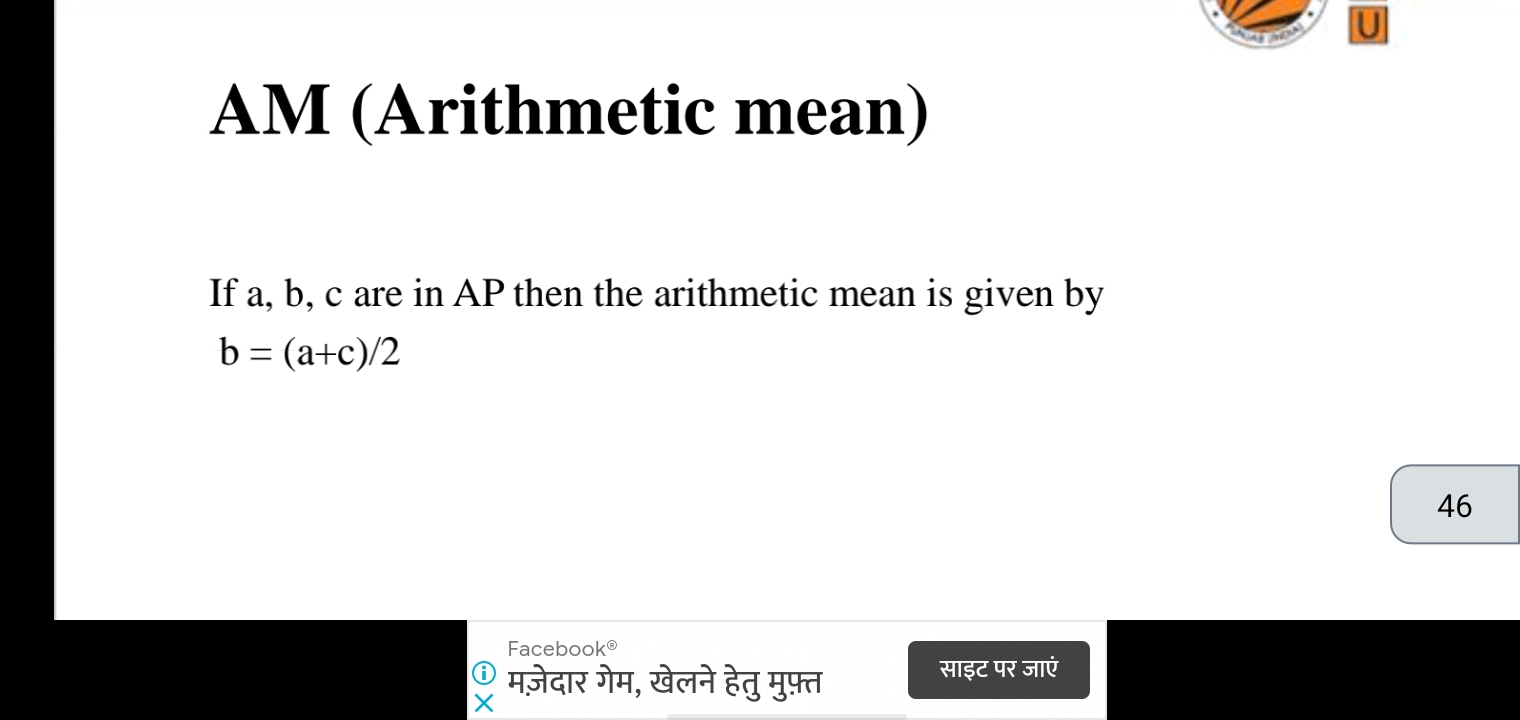 PUNJAB (INDIA)
U
AM (Arithmetic mean)
If a, b, c are in AP then the arithmetic mean is given by
b = (a+c)/2
46
Facebook®
मज़ेदार गेम, खेलने हेतु मुफ़्त
साइट पर जाएं